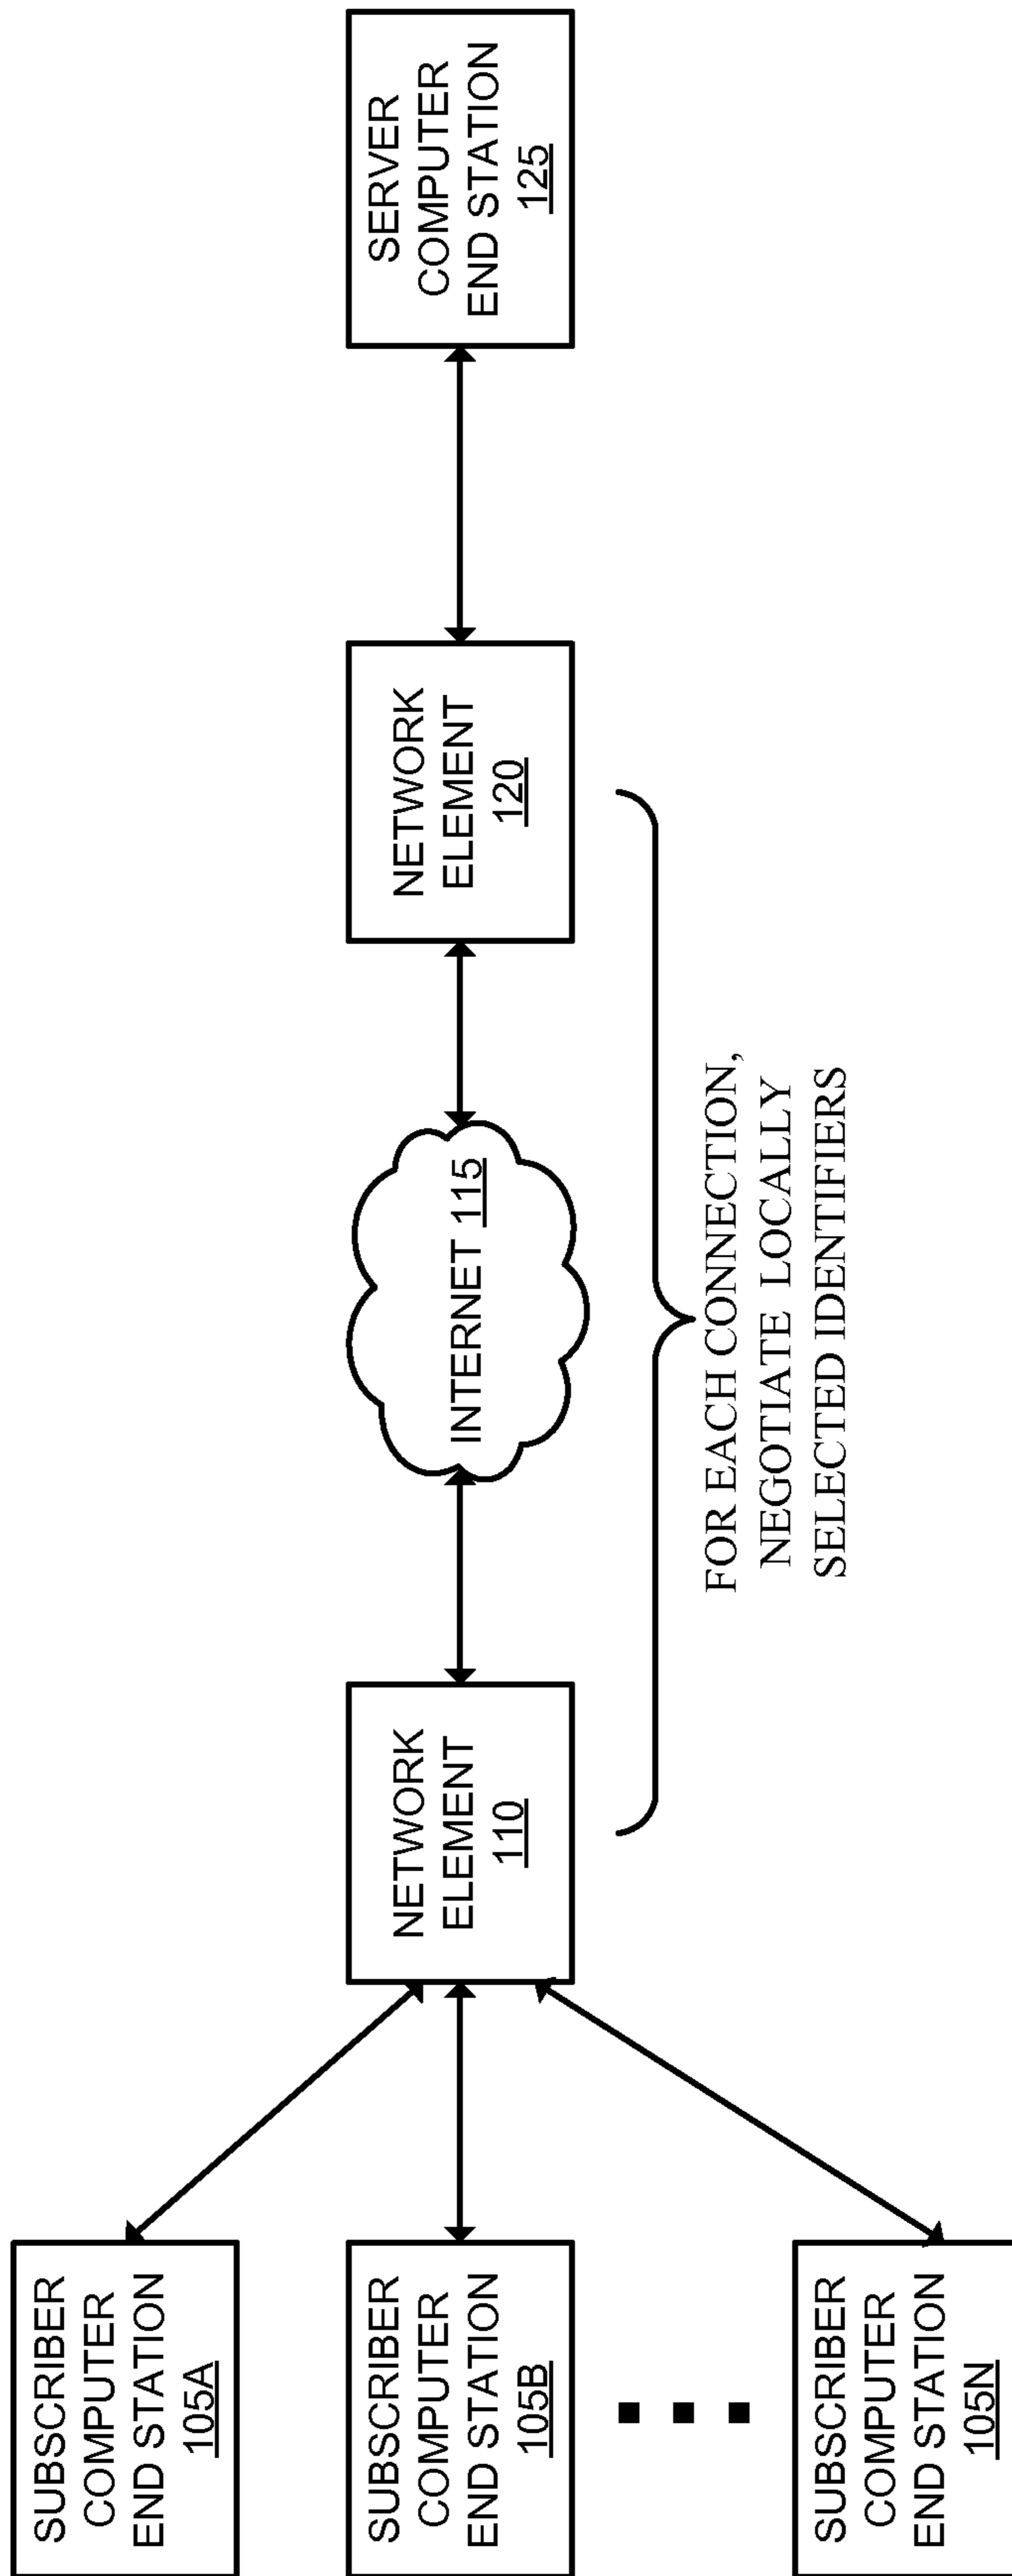 SUBSCRIBER
COMPUTER
END STATION
105A
SUBSCRIBER
COMPUTER
END STATION
105B
SUBSCRIBER
COMPUTER
END STATION
105N
NETWORK
ELEMENT
110
INTERNET 115
NETWORK
ELEMENT
120
SERVER
COMPUTER
END STATION
125
FOR EACH CONNECTION,
NEGOTIATE LOCALLY
SELECTED IDENTIFIERS